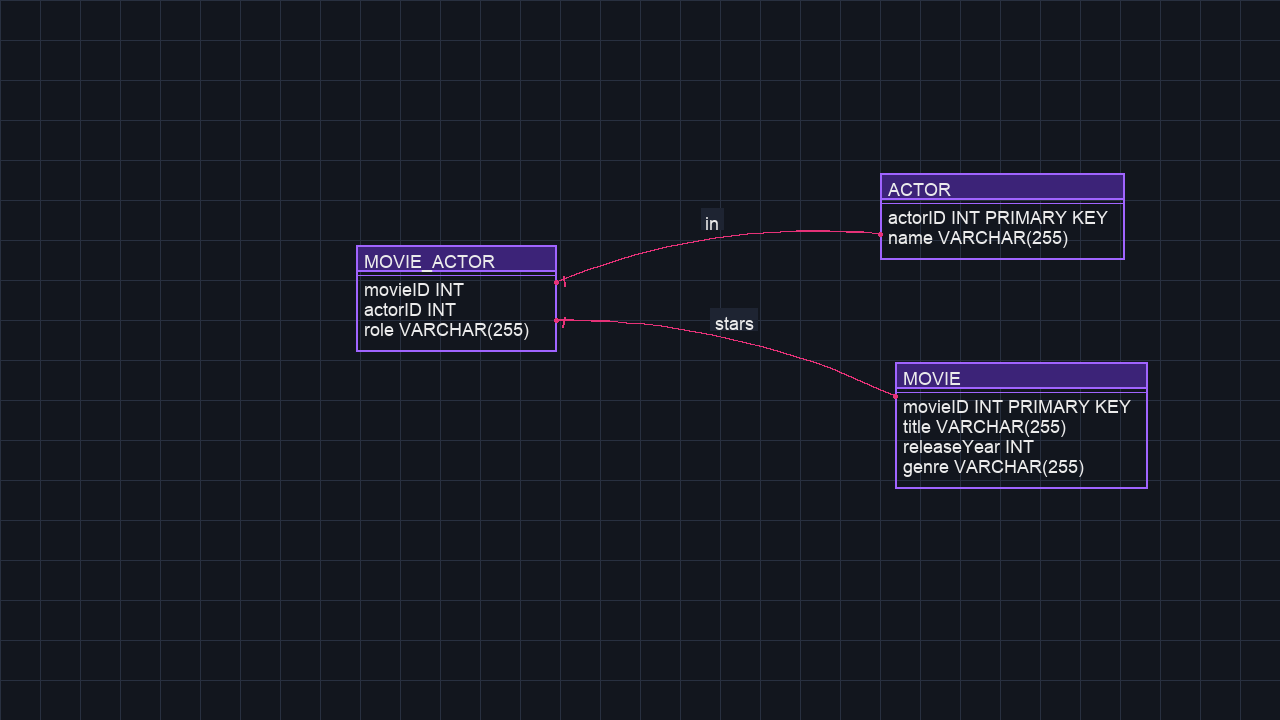 ACTOR
actorID INT PRIMARY KEY
name VARCHAR(255)
in
MOVIE_ACTOR
movieID INT
actorID INT
role VARCHAR(255)
stars
MOVIE
movieID INT PRIMARY KEY
title VARCHAR(255)
releaseYear INT
genre VARCHAR(255)